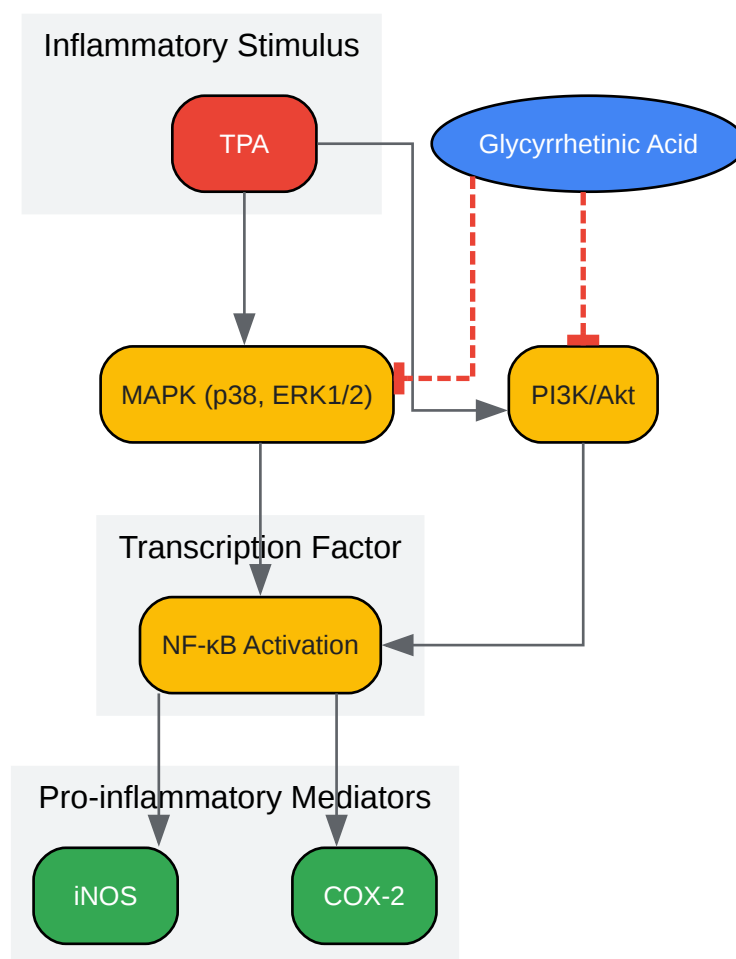 Inflammatory Stimulus
TPA
Glycyrrhetinic Acid
MAPK (p38, ERK1/2)
PI3K/Akt
Transcription Factor
NF-κB Activation
Pro-inflammatory Mediators
iNOS
COX-2